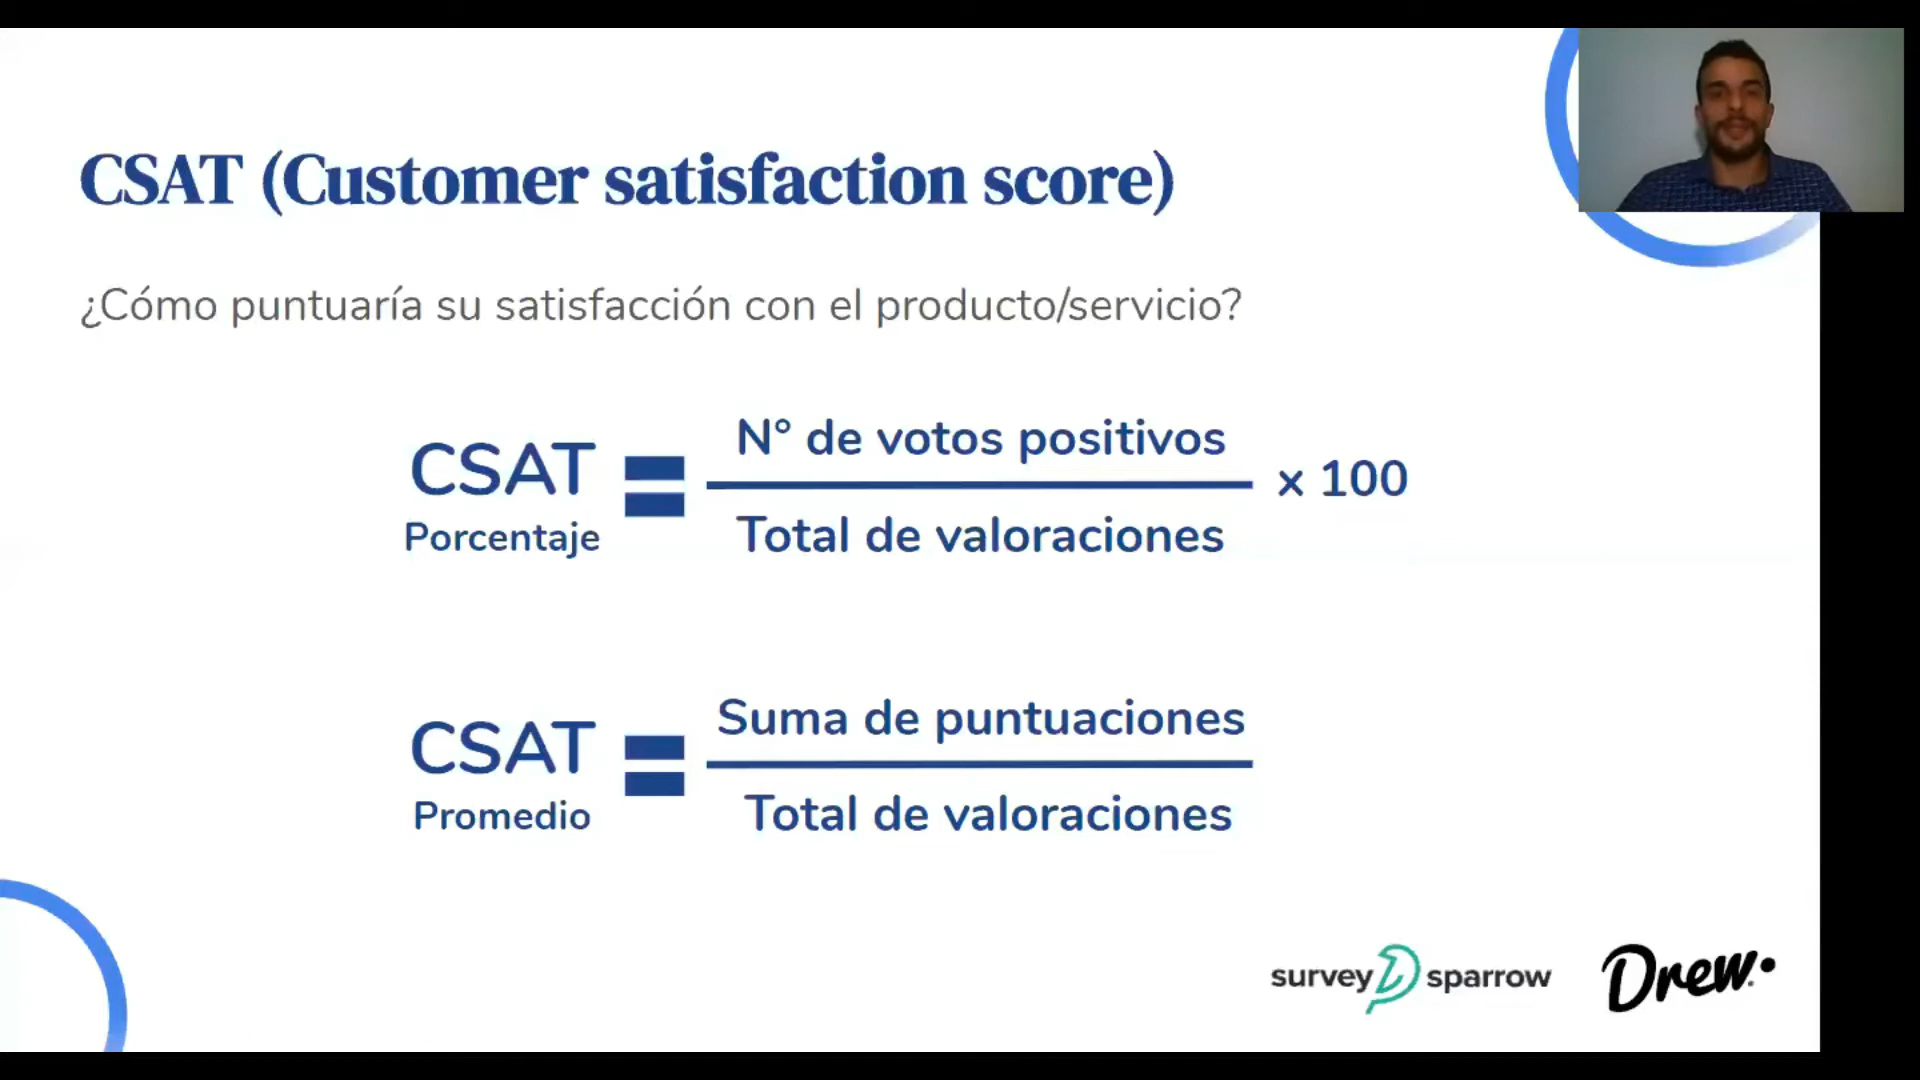 CSAT (Customer satisfaction score)
¿Cómo puntuaría su satisfacción con el producto/servicio?
CSAT
Porcentaje
=
N° de votos positivos
Total de valoraciones
x 100
CSAT
Promedio
=
Suma de puntuaciones
Total de valoraciones
survey sparrow
Drew.